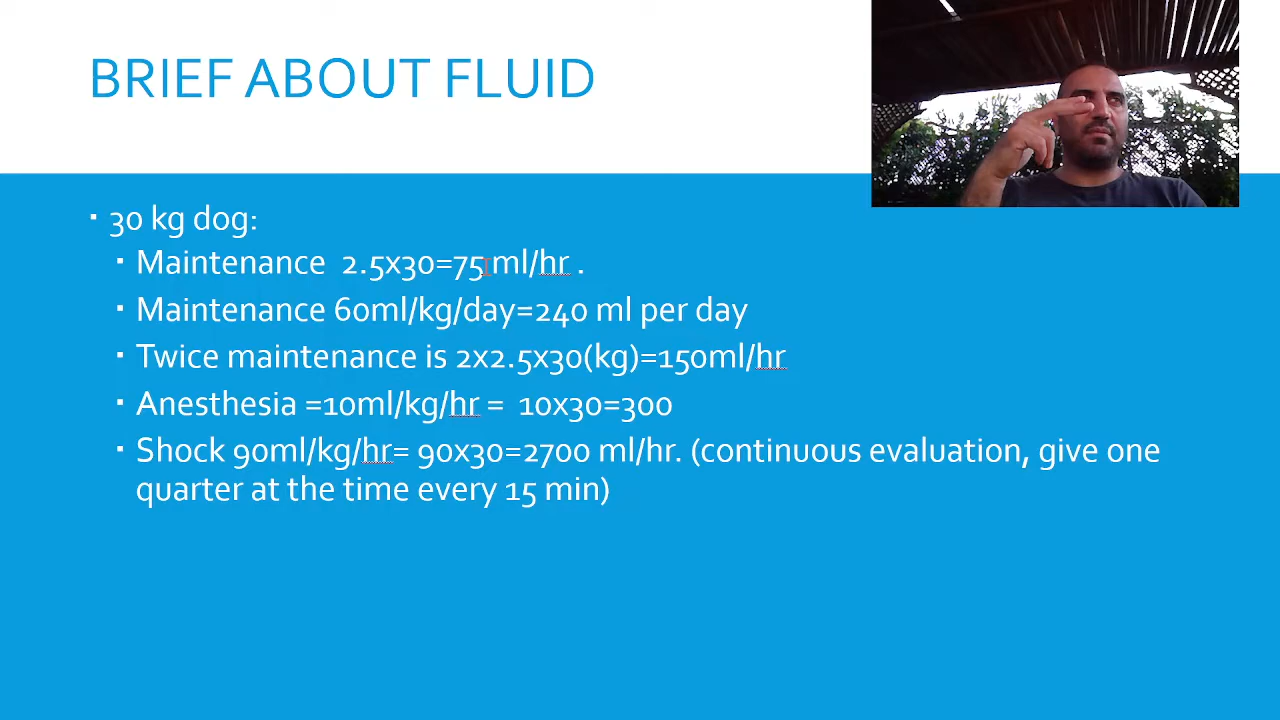 BRIEF ABOUT FLUID
30 kg dog:
Maintenance 2.5x30=75 ml/hr .
Maintenance 60ml/kg/day=240 ml per day
Twice maintenance is 2x2.5x30(kg)=150ml/hr
Anesthesia =10ml/kg/hr = 10x30=300
Shock 90ml/kg/hr= 90x30=2700 ml/hr. (continuous evaluation, give one
quarter at the time every 15 min)